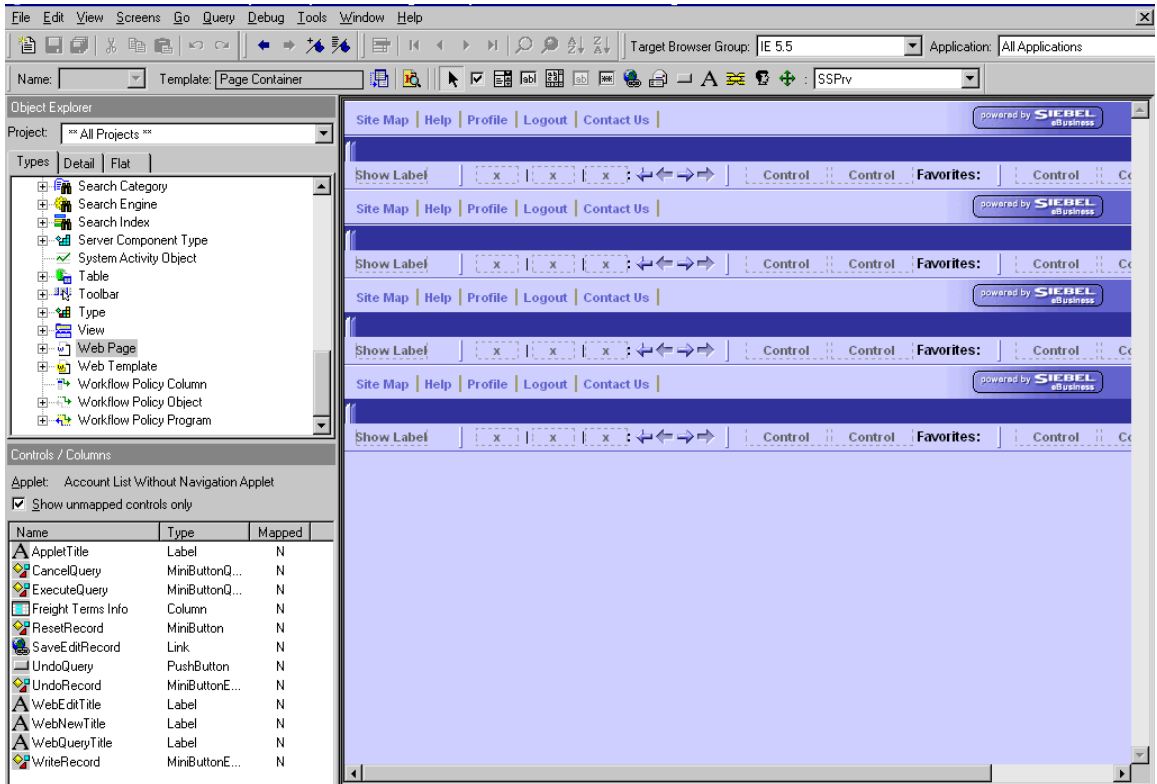 File Edit View Screens Go Query Debug Tools Window Help
Target Browser Group: IE 5.5 Application: All Applications
Name: Template: Page Container : SSPrv
Object Explorer
Project: ** All Projects **
Types Detail Flat
Search Category
Search Engine
Search Index
Server Component Type
System Activity Object
Table
Toolbar
Type
View
Web Page
Web Template
Workflow Policy Column
Workflow Policy Object
Workflow Policy Program
Controls / Columns
Applet: Account List Without Navigation Applet
Show unmapped controls only
Name Type Mapped
AppletTitle Label N
CancelQuery MiniButtonQ... N
ExecuteQuery MiniButtonQ... N
Freight Terms Info Column N
ResetRecord MiniButton N
SaveEditRecord Link N
UndoQuery PushButton N
UndoRecord MiniButtonE... N
WebEditTitle Label N
WebNewTitle Label N
WebQueryTitle Label N
WriteRecord MiniButtonE... N
Site Map | Help | Profile | Logout | Contact Us | powered by SIEBEL eBusiness
Show Label x | x | x : Control Control Favorites: Control Co
Site Map | Help | Profile | Logout | Contact Us | powered by SIEBEL eBusiness
Show Label x | x | x : Control Control Favorites: Control Co
Site Map | Help | Profile | Logout | Contact Us | powered by SIEBEL eBusiness
Show Label x | x | x : Control Control Favorites: Control Co
Site Map | Help | Profile | Logout | Contact Us | powered by SIEBEL eBusiness
Show Label x | x | x : Control Control Favorites: Control Co